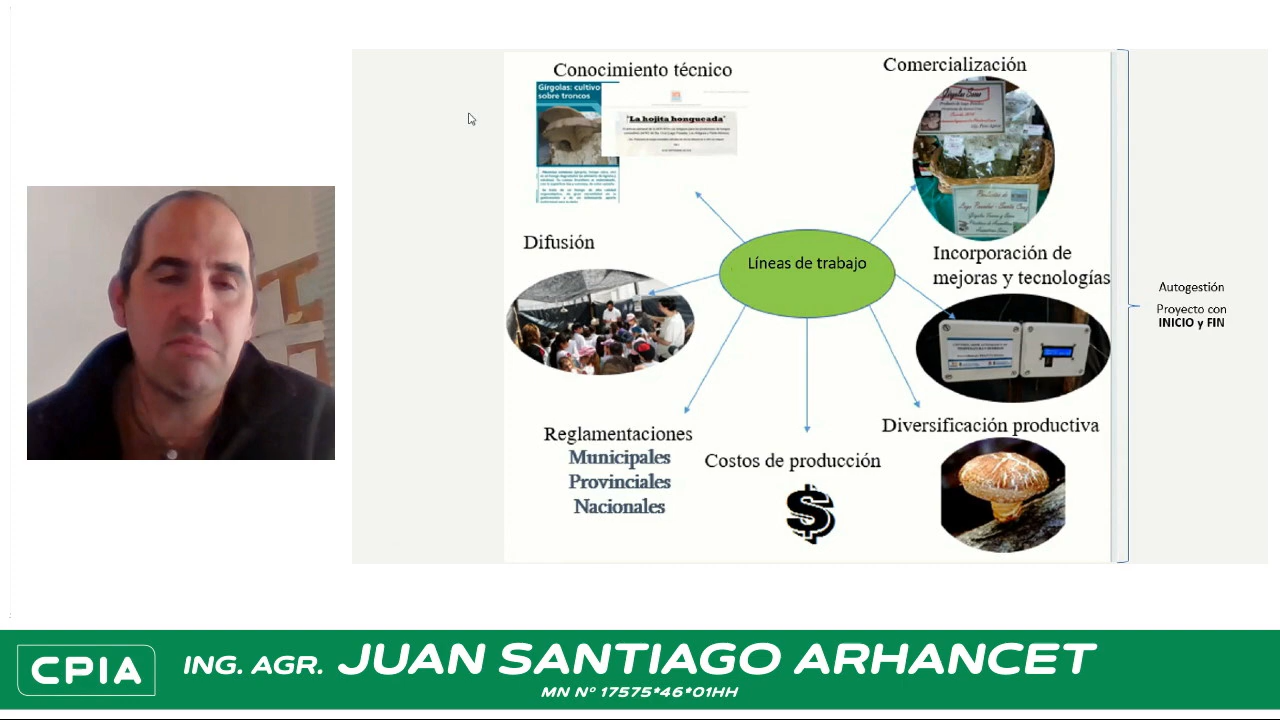 Conocimiento técnico
Comercialización
Gírgolas: cultivo
sobre troncos
"La hojita hongueada"
Difusión
Líneas de trabajo
Incorporación de
mejoras y tecnologías
Autogestión
Proyecto con
INICIO y FIN
Reglamentaciones
Municipales
Provinciales
Nacionales
Costos de producción
$
Diversificación productiva
CPIA
ING. AGR. JUAN SANTIAGO ARHANCET
MN Nº 17575*46*01HH